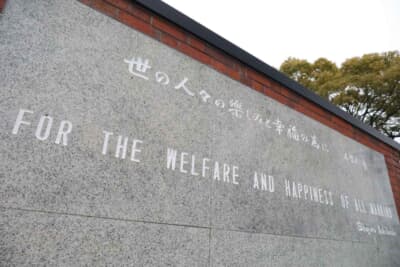 世の人々の楽しみと幸福の為に
FOR THE WELFARE AND HAPPINESS OF ALL MANKIND